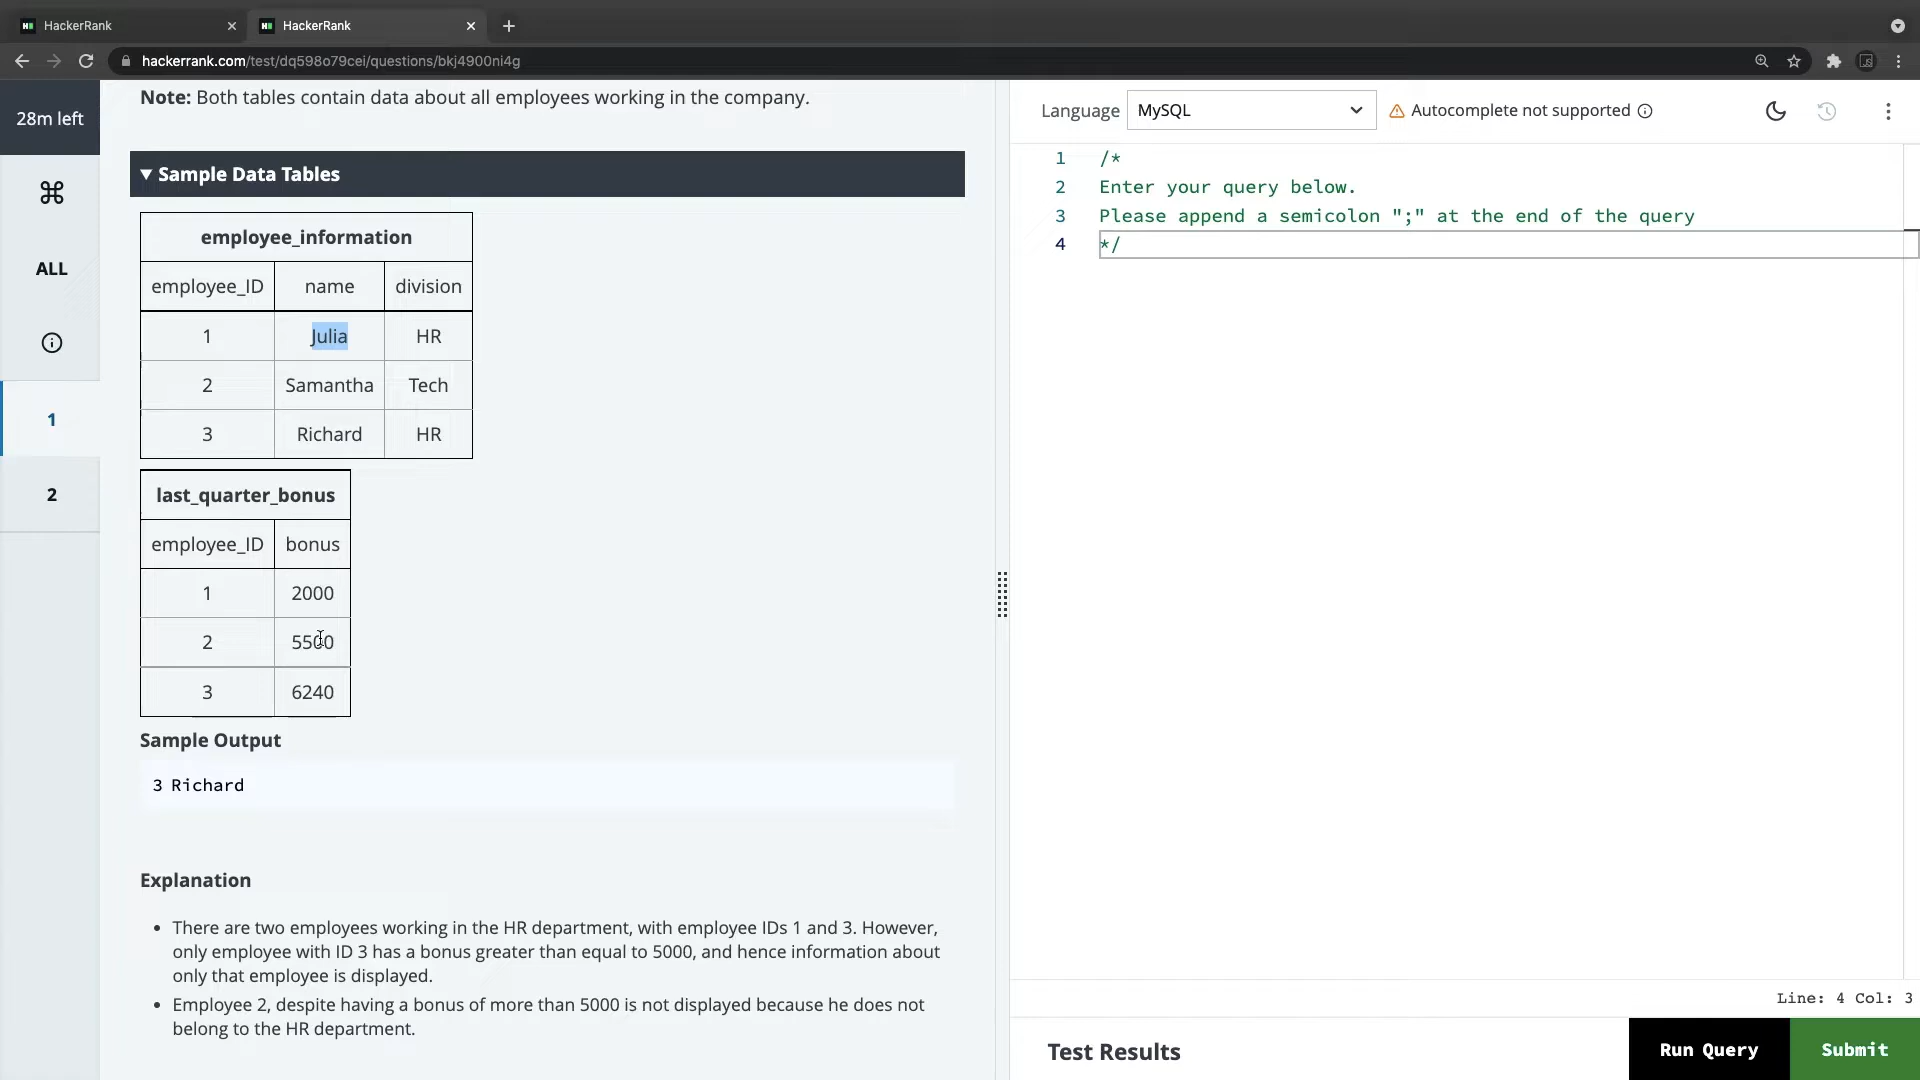 HackerRank
HackerRank
hackerrank.com/test/dq598o79cei/questions/bkj4900ni4g
28m left
ALL
1
2
Note: Both tables contain data about all employees working in the company.
Sample Data Tables
employee_information
employee_ID name division
1 Julia HR
2 Samantha Tech
3 Richard HR
last_quarter_bonus
employee_ID bonus
1 2000
2 5500
3 6240
Sample Output
3 Richard
Explanation
• There are two employees working in the HR department, with employee IDs 1 and 3. However,
only employee with ID 3 has a bonus greater than equal to 5000, and hence information about
only that employee is displayed.
• Employee 2, despite having a bonus of more than 5000 is not displayed because he does not
belong to the HR department.
Language MySQL Autocomplete not supported
1 /*
2 Enter your query below.
3 Please append a semicolon ";" at the end of the query
4 */
Line: 4 Col: 3
Test Results
Run Query
Submit